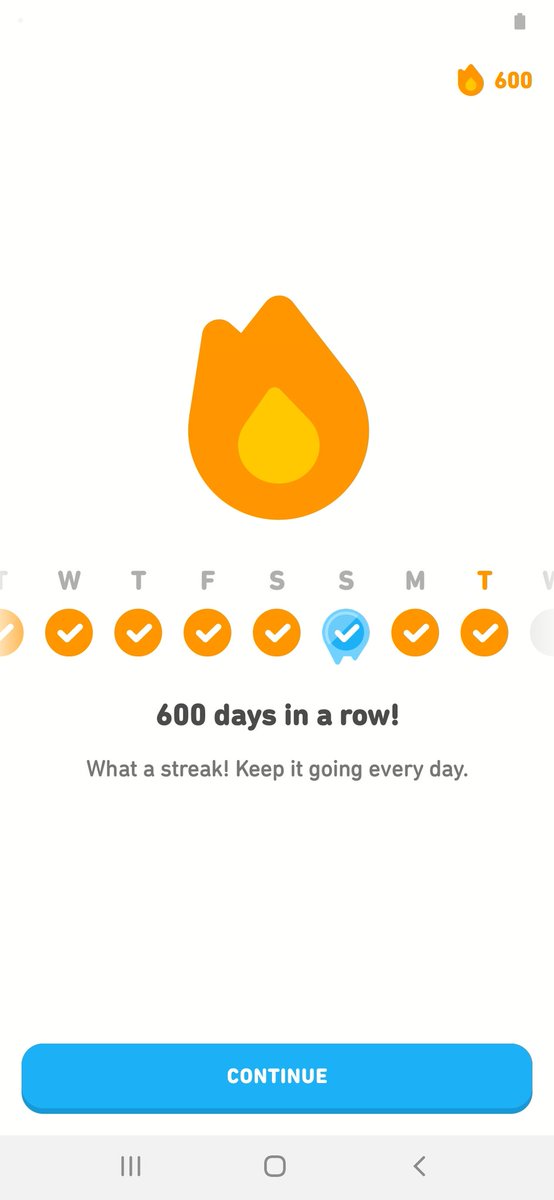 600
T W T F S S M T W
600 days in a row!
What a streak! Keep it going every day.
CONTINUE